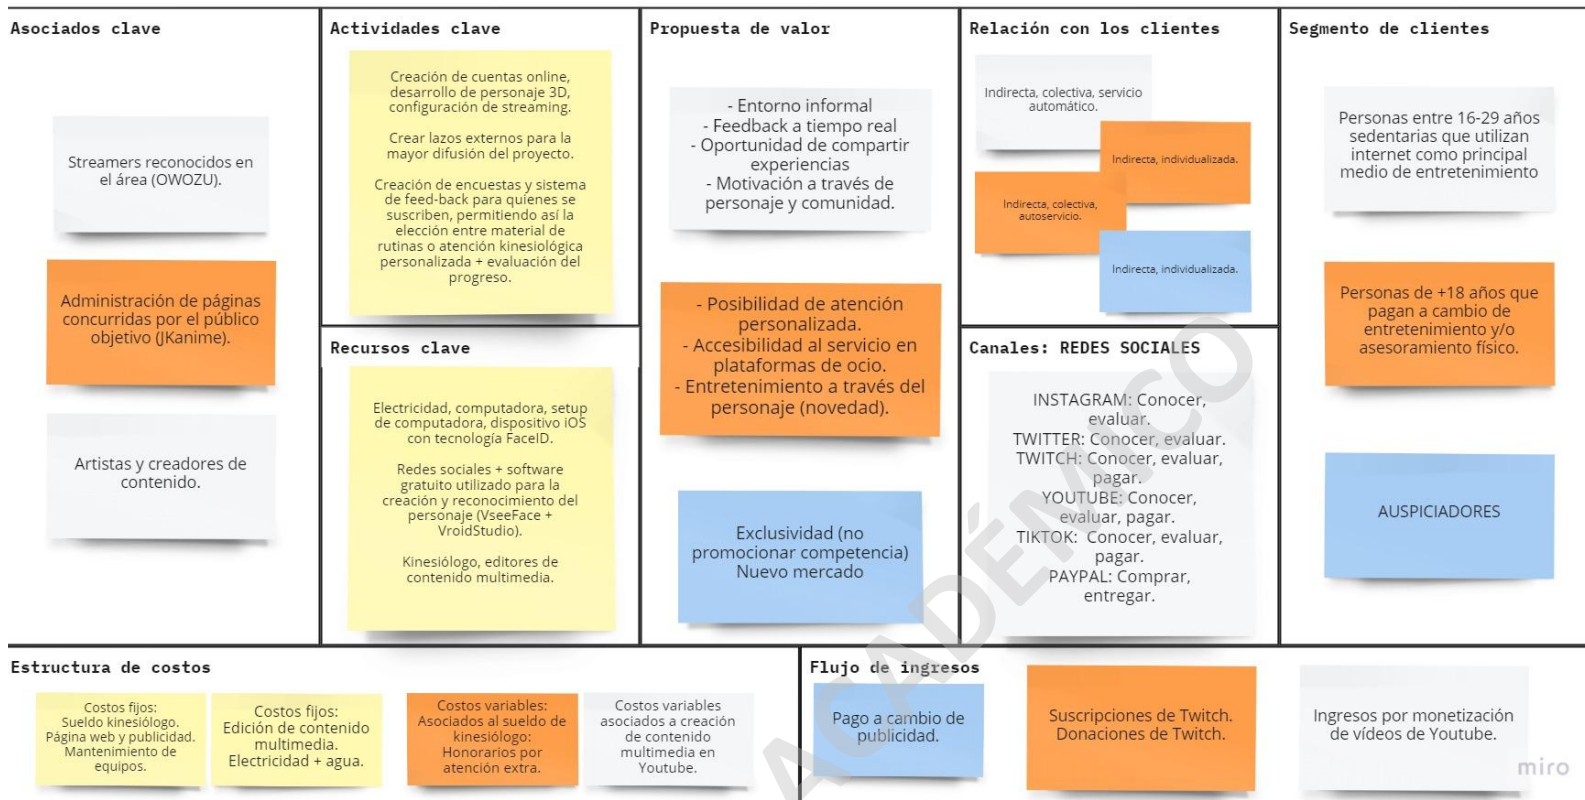 Asociados clave
Streamers reconocidos en
el área (OWOZU).
Administración de páginas
concurridas por el público
objetivo (JKanime).
Artistas y creadores de
contenido.
Actividades clave
Creación de cuentas online,
desarrollo de personaje 3D,
configuración de streaming.
Crear lazos externos para la
mayor difusión del proyecto.
Creación de encuestas y sistema
de feed-back para quienes se
suscriben, permitiendo así la
elección entre material de
rutinas o atención kinesiológica
personalizada + evaluación del
progreso.
Recursos clave
Electricidad, computadora, setup
de computadora, dispositivo iOS
con tecnología FaceID.
Redes sociales + software
gratuito utilizado para la
creación y reconocimiento del
personaje (VseeFace +
VroidStudio).
Kinesiólogo, editores de
contenido multimedia.
Propuesta de valor
- Entorno informal
- Feedback a tiempo real
- Oportunidad de compartir
experiencias
- Motivación a través de
personaje y comunidad.
- Posibilidad de atención
personalizada.
- Accesibilidad al servicio en
plataformas de ocio.
- Entretenimiento a través del
personaje (novedad).
Exclusividad (no
promocionar competencia)
Nuevo mercado
Relación con los clientes
Indirecta, colectiva, servicio
automático.
Indirecta, individualizada.
Indirecta, colectiva,
autoservicio.
Indirecta, individualizada.
Canales: REDES SOCIALES
INSTAGRAM: Conocer,
evaluar.
TWITTER: Conocer, evaluar.
TWITCH: Conocer, evaluar,
pagar.
YOUTUBE: Conocer,
evaluar, pagar.
TIKTOK: Conocer, evaluar,
pagar.
PAYPAL: Comprar,
entregar.
Segmento de clientes
Personas entre 16-29 años
sedentarias que utilizan
internet como principal
medio de entretenimiento
Personas de +18 años que
pagan a cambio de
entretenimiento y/o
asesoramiento físico.
AUSPICIADORES
Estructura de costos
Costos fijos:
Sueldo kinesiólogo.
Página web y publicidad.
Mantenimiento de
equipos.
Costos fijos:
Edición de contenido
multimedia.
Electricidad + agua.
Costos variables:
Asociados al sueldo de
kinesiólogo:
Honorarios por
atención extra.
Costos variables
asociados a creación
de contenido
multimedia en
Youtube.
Flujo de ingresos
Pago a cambio de
publicidad.
Suscripciones de Twitch.
Donaciones de Twitch.
Ingresos por monetización
de vídeos de Youtube.
miro
ACADÉMICO